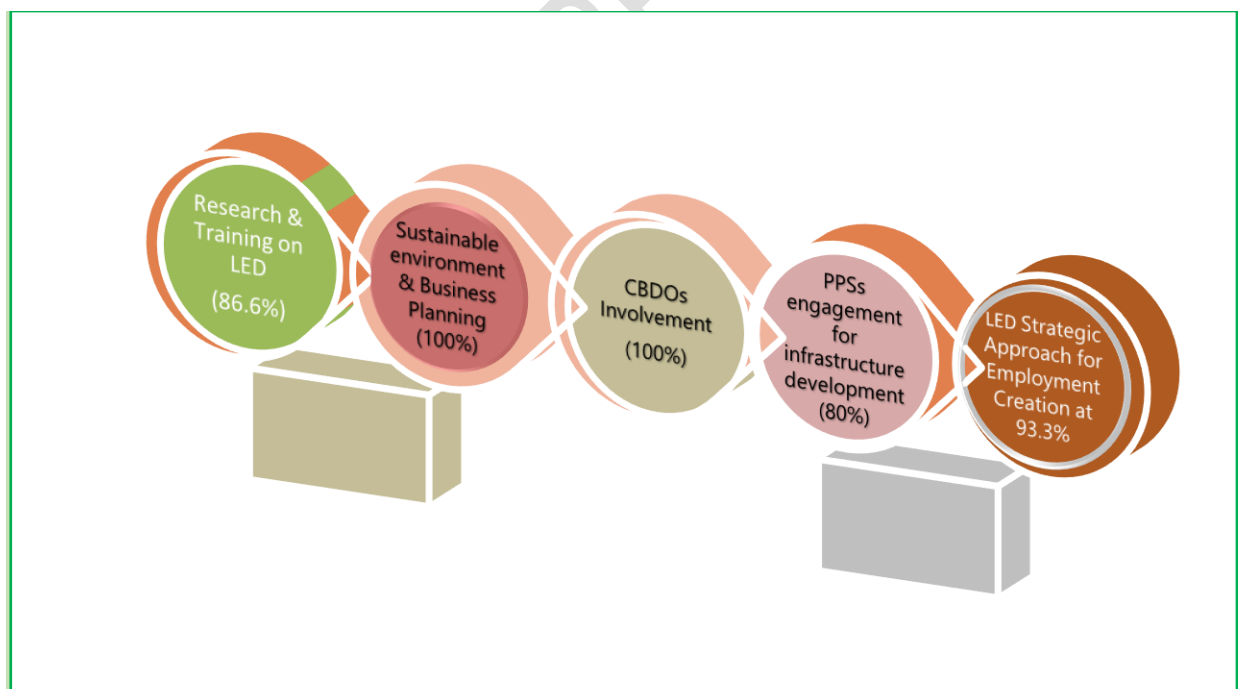 Research &
Training on
LED
(86.6%)
Sustainable
environment
& Business
Planning
(100%)
CBDOs
Involvement
(100%)
PPSs
engagement
for
infrastructure
development
(80%)
LED Strategic
Approach for
Employment
Creation at
93.3%